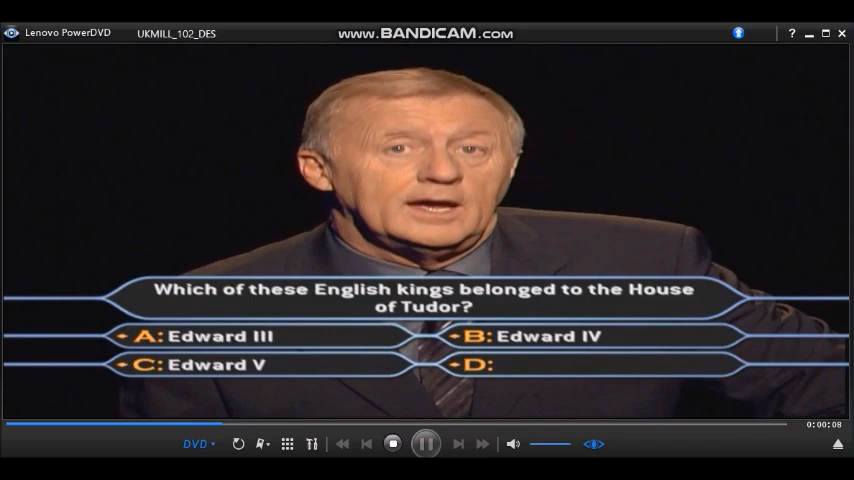 Lenovo PowerDVD UKMILL_102_DES www.BANDICAM.com ?
Which of these English kings belonged to the House
of Tudor?
A: Edward III B: Edward IV
C: Edward V D:
0:00:08
DVD